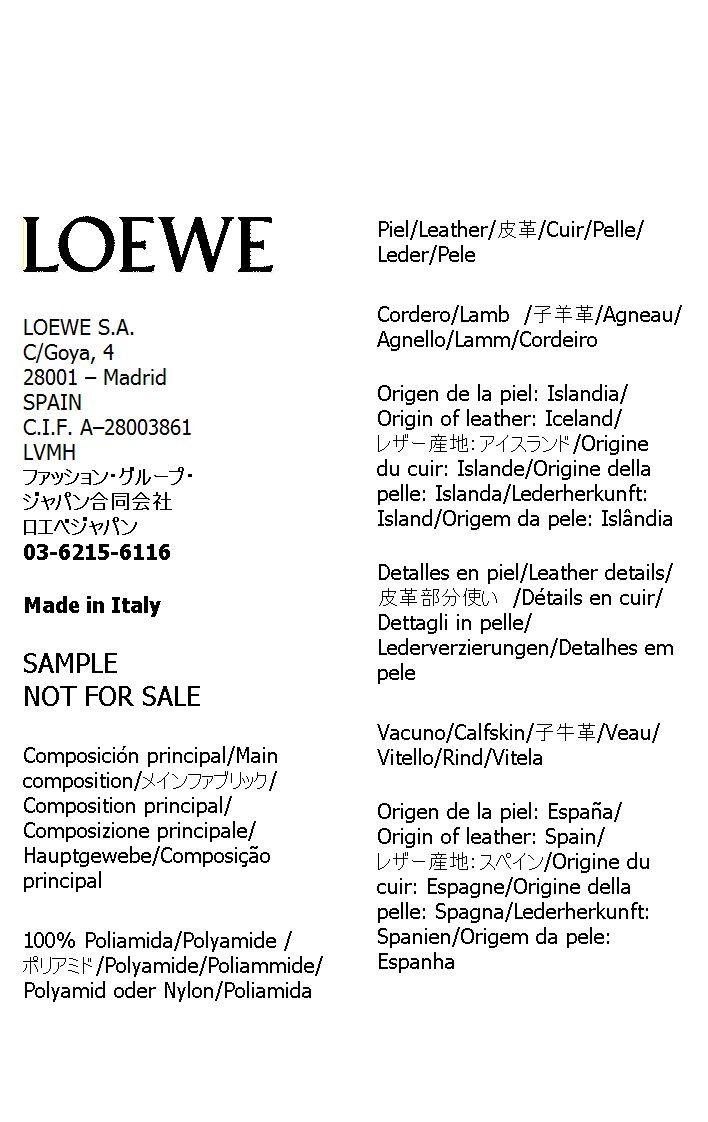 LOEWE
LOEWE S.A.
C/Goya, 4
28001 – Madrid
SPAIN
C.I.F. A–28003861
LVMH
ファッション・グループ・
ジャパン合同会社
ロエベジャパン
03-6215-6116
Made in Italy
SAMPLE
NOT FOR SALE
Composición principal/Main
composition/メインファブリック/
Composition principal/
Composizione principale/
Hauptgewebe/Composição
principal
100% Poliamida/Polyamide /
ポリアミド/Polyamide/Poliammide/
Polyamid oder Nylon/Poliamida
Piel/Leather/皮革/Cuir/Pelle/
Leder/Pele
Cordero/Lamb  /子羊革/Agneau/
Agnello/Lamm/Cordeiro
Origen de la piel: Islandia/
Origin of leather: Iceland/
レザー産地: アイスランド/Origine
du cuir: Islande/Origine della
pelle: Islanda/Lederherkunft:
Island/Origem da pele: Islândia
Detalles en piel/Leather details/
皮革部分使い  /Détails en cuir/
Dettagli in pelle/
Lederverzierungen/Detalhes em
pele
Vacuno/Calfskin/子牛革/Veau/
Vitello/Rind/Vitela
Origen de la piel: España/
Origin of leather: Spain/
レザー産地: スペイン/Origine du
cuir: Espagne/Origine della
pelle: Spagna/Lederherkunft:
Spanien/Origem da pele:
Espanha